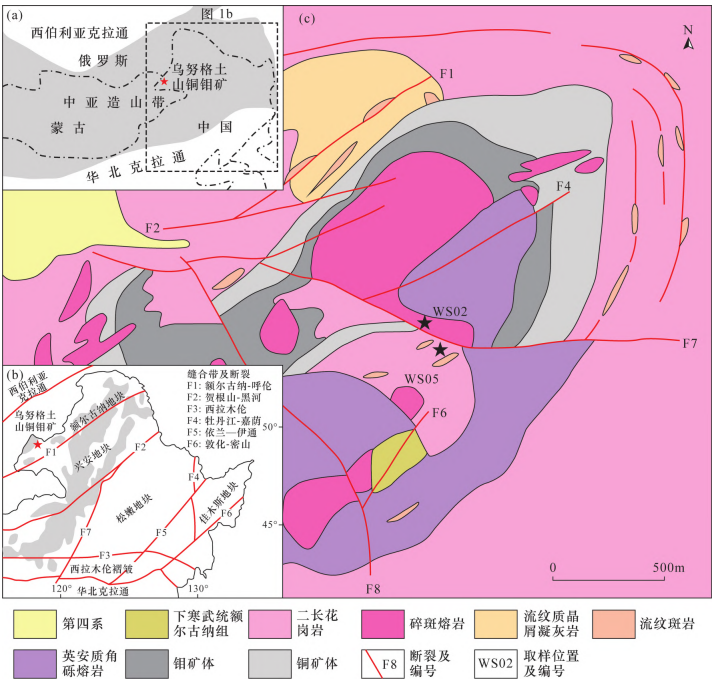 (a)
图 1b
西伯利亚克拉通
俄罗斯
乌努格土
山铜钼矿
中亚造山带
蒙古
中国
华北克拉通
(c)
N
F1
F2
F4
WS02
F7
WS05
F6
F8
0
500m
(b)
西伯利亚
克拉通
乌努格土
山铜钼矿
额尔古纳地块
F1
兴安地块
F2
F4
松嫩地块
佳木斯地块
F6
F7
F5
F3
西拉木伦褶皱
华北克拉通
50°
45°
120°
130°
缝合带及断裂
F1: 额尔古纳-呼伦
F2: 贺根山-黑河
F3: 西拉木伦
F4: 牡丹江-嘉荫
F5: 依兰—伊通
F6: 敦化-密山
第四系
下寒武统额
尔古纳组
二长花
岗岩
碎斑熔岩
流纹质晶
屑凝灰岩
流纹斑岩
英安质角
砾熔岩
钼矿体
铜矿体
F8
断裂及
编号
WS02
取样位置
及编号